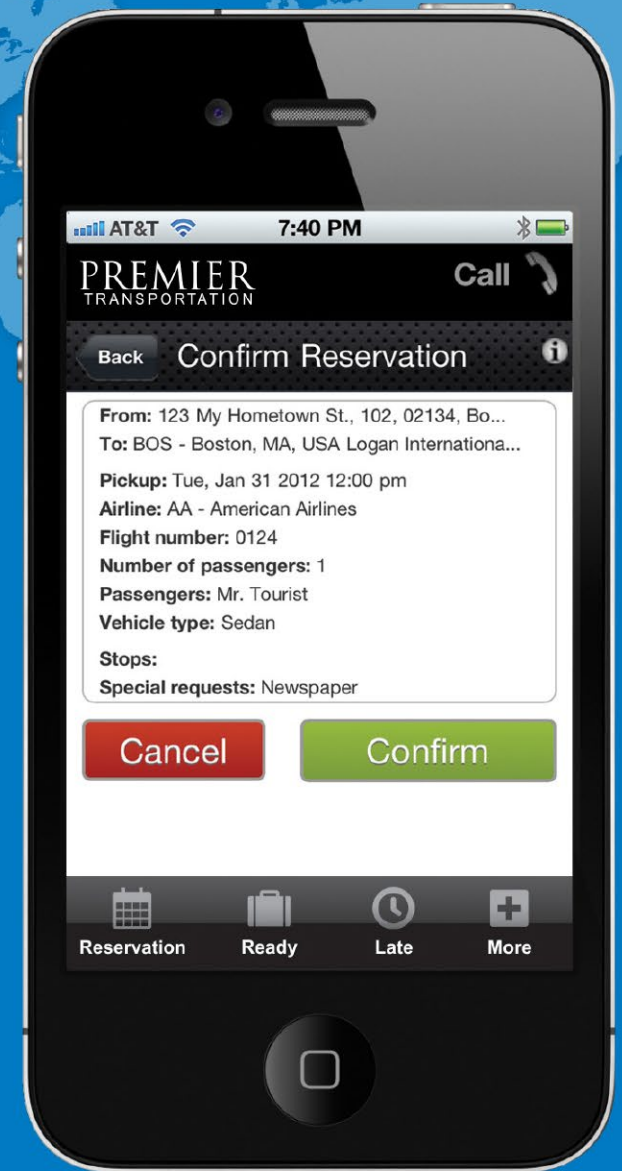 AT&T 7:40 PM
PREMIER Call
TRANSPORTATION
Back Confirm Reservation i
From: 123 My Hometown St., 102, 02134, Bo...
To: BOS - Boston, MA, USA Logan Internationa...
Pickup: Tue, Jan 31 2012 12:00 pm
Airline: AA - American Airlines
Flight number: 0124
Number of passengers: 1
Passengers: Mr. Tourist
Vehicle type: Sedan
Stops:
Special requests: Newspaper
Cancel Confirm
Reservation Ready Late More